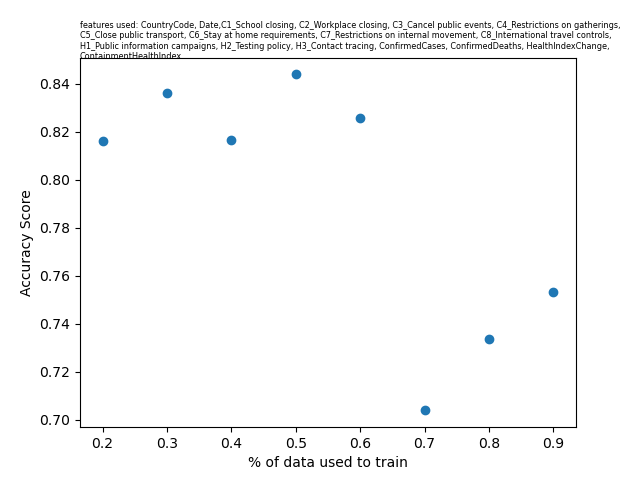 features used: CountryCode, Date,C1_School closing, C2_Workplace closing, C3_Cancel public events, C4_Restrictions on gatherings,
C5_Close public transport, C6_Stay at home requirements, C7_Restrictions on internal movement, C8_International travel controls,
H1_Public information campaigns, H2_Testing policy, H3_Contact tracing, ConfirmedCases, ConfirmedDeaths, HealthIndexChange,
ContainmentHealthIndex
0.84
0.82
0.80
0.78
0.76
0.74
0.72
0.70
Accuracy Score
0.2 0.3 0.4 0.5 0.6 0.7 0.8 0.9
% of data used to train